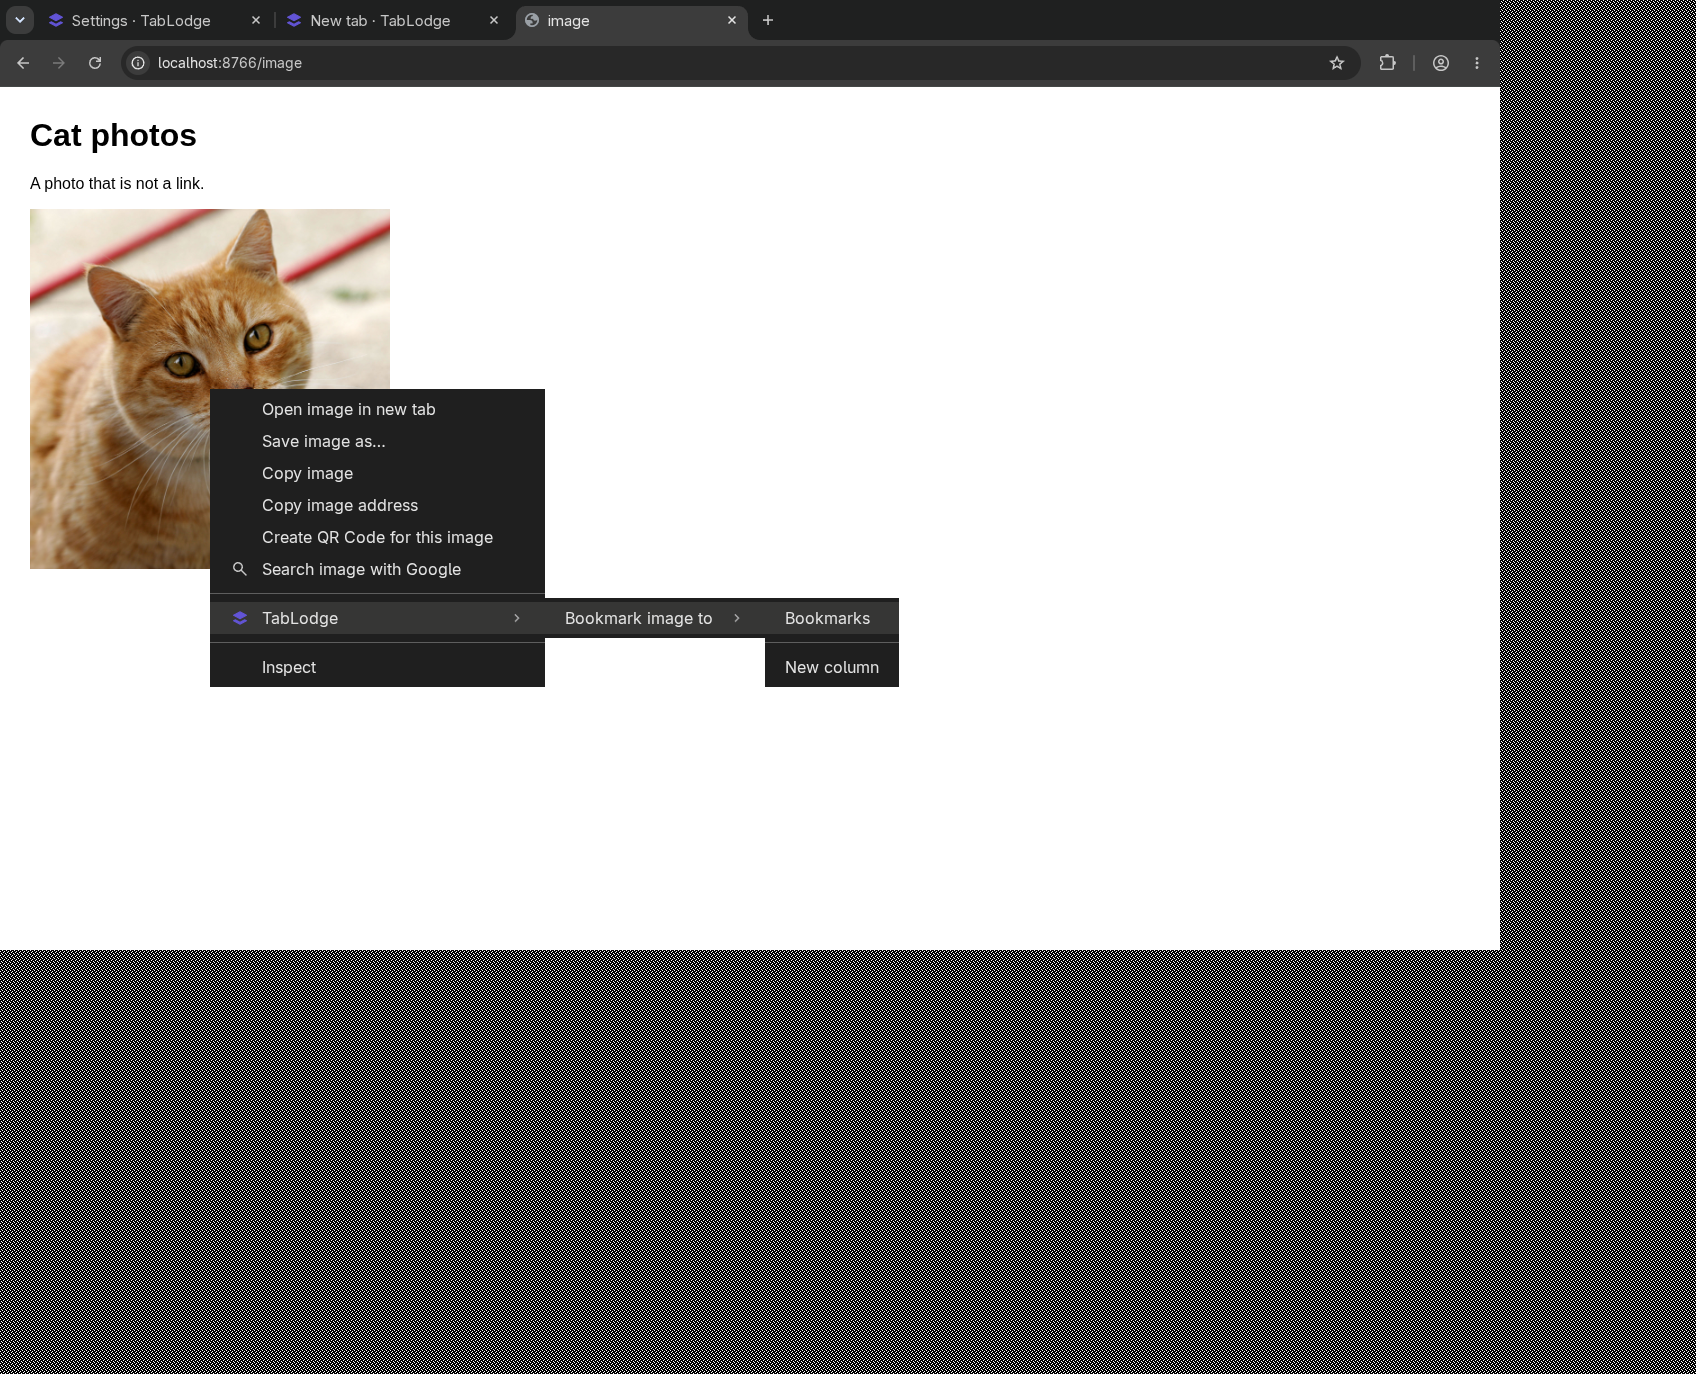 Settings · TabLodge
New tab · TabLodge
image
localhost:8766/image
Cat photos
A photo that is not a link.
Open image in new tab
Save image as...
Copy image
Copy image address
Create QR Code for this image
Search image with Google
TabLodge
Bookmark image to
Bookmarks
Inspect
New column